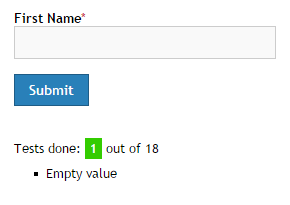 First Name*
Submit
Tests done: 1 out of 18
Empty value